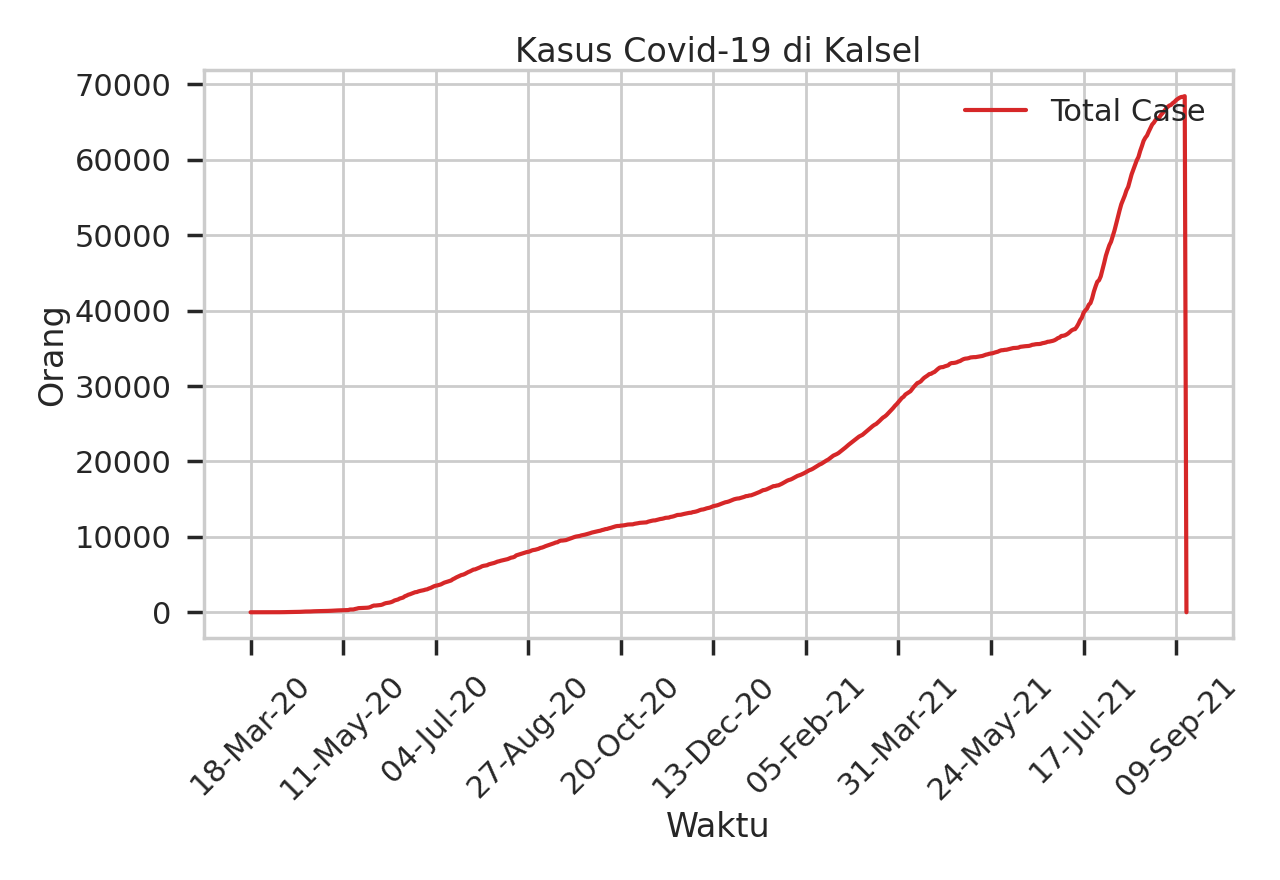 Kasus Covid-19 di Kalsel
Total Case
70000
60000
50000
40000
30000
20000
10000
0
Orang
18-Mar-20
11-May-20
04-Jul-20
27-Aug-20
20-Oct-20
13-Dec-20
05-Feb-21
31-Mar-21
24-May-21
17-Jul-21
09-Sep-21
Waktu